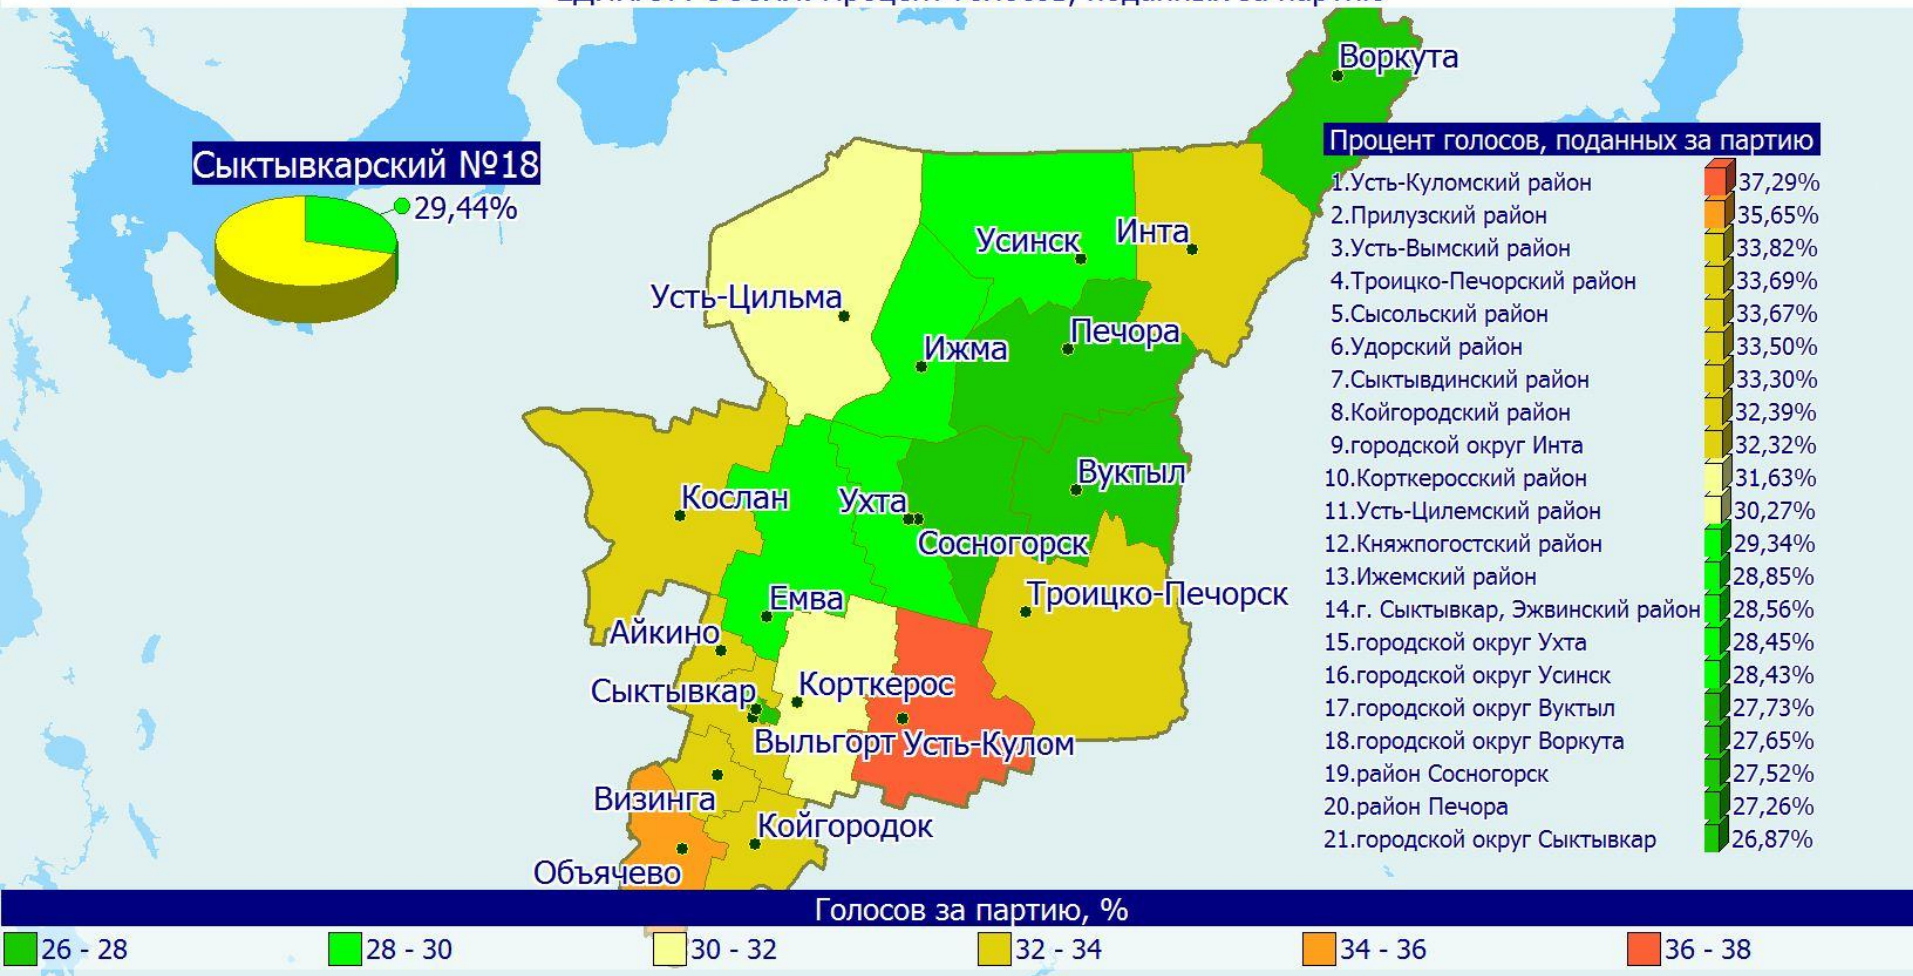 Процент голосов, поданных за партию
Воркута
Сыктывкарский №18
29,44%
Усинск
Инта
Усть-Цильма
Ижма
Печора
Кослан
Ухта
Вуктыл
Сосногорск
Емва
Троицко-Печорск
Айкино
Сыктывкар
Корткерос
Выльгорт
Усть-Кулом
Визинга
Койгородок
Объячево
Процент голосов, поданных за партию
1.Усть-Куломский район 37,29%
2.Прилузский район 35,65%
3.Усть-Вымский район 33,82%
4.Троицко-Печорский район 33,69%
5.Сысольский район 33,67%
6.Удорский район 33,50%
7.Сыктывдинский район 33,30%
8.Койгородский район 32,39%
9.городской округ Инта 32,32%
10.Корткеросский район 31,63%
11.Усть-Цилемский район 30,27%
12.Княжпогостский район 29,34%
13.Ижемский район 28,85%
14.г. Сыктывкар, Эжвинский район 28,56%
15.городской округ Ухта 28,45%
16.городской округ Усинск 28,43%
17.городской округ Вуктыл 27,73%
18.городской округ Воркута 27,65%
19.район Сосногорск 27,52%
20.район Печора 27,26%
21.городской округ Сыктывкар 26,87%
Голосов за партию, %
26 - 28
28 - 30
30 - 32
32 - 34
34 - 36
36 - 38